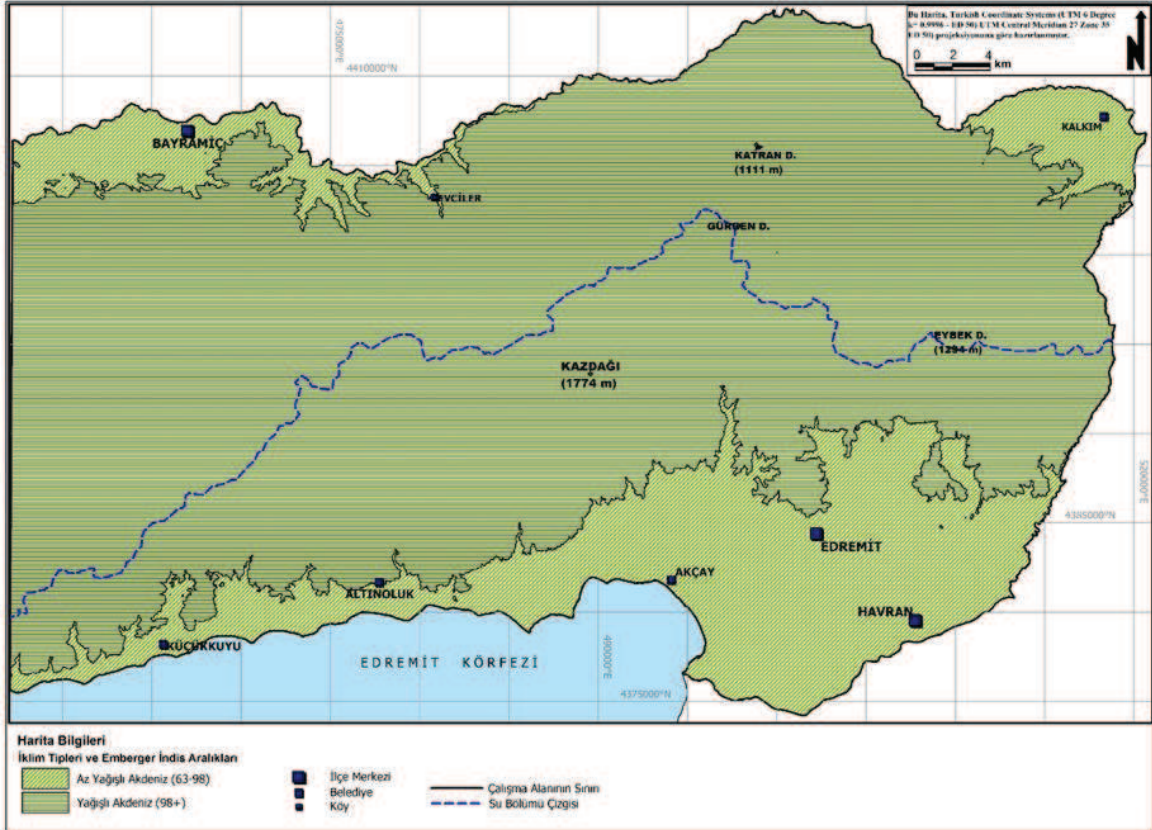 Bu Harita, Turkish Coordinate Systems (UTM 6 Degree
k= 0.9996 - ED 50) UTM Central Meridian 27 Zone 35
ED 50) projeksiyonuna göre hazırlanmıştır.
0 2 4 km
N
475000°E
4410000°N
BAYRAMİÇ
KALKIM
KATRAN D.
(1111 m)
EVCİLER
GÜRGEN D.
EYBEK D.
(1294 m)
KAZDAĞI
(1774 m)
520000°E
4385000°N
EDREMİT
AKÇAY
ALTINOLUK
HAVRAN
KÜÇÜKKUYU
EDREMİT KÖRFEZİ
490000°E
4375000°N
Harita Bilgileri
İklim Tipleri ve Emberger İndis Aralıkları
Az Yağışlı Akdeniz (63-98)
Yağışlı Akdeniz (98+)
İlçe Merkezi
Belediye
Köy
Çalışma Alanının Sınırı
Su Bölümü Çizgisi